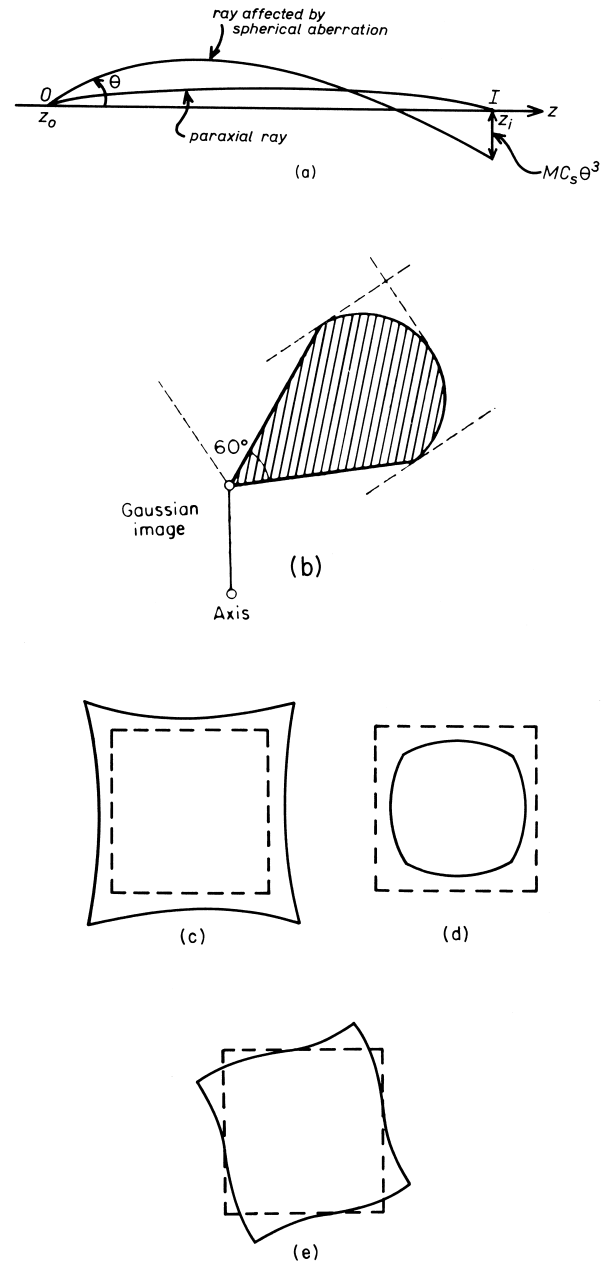 ray affected by
spherical aberration
θ
O
I
z
z₀
zᵢ
paraxial ray
MCₛθ³
(a)
60°
Gaussian
image
(b)
Axis
(c)
(d)
(e)